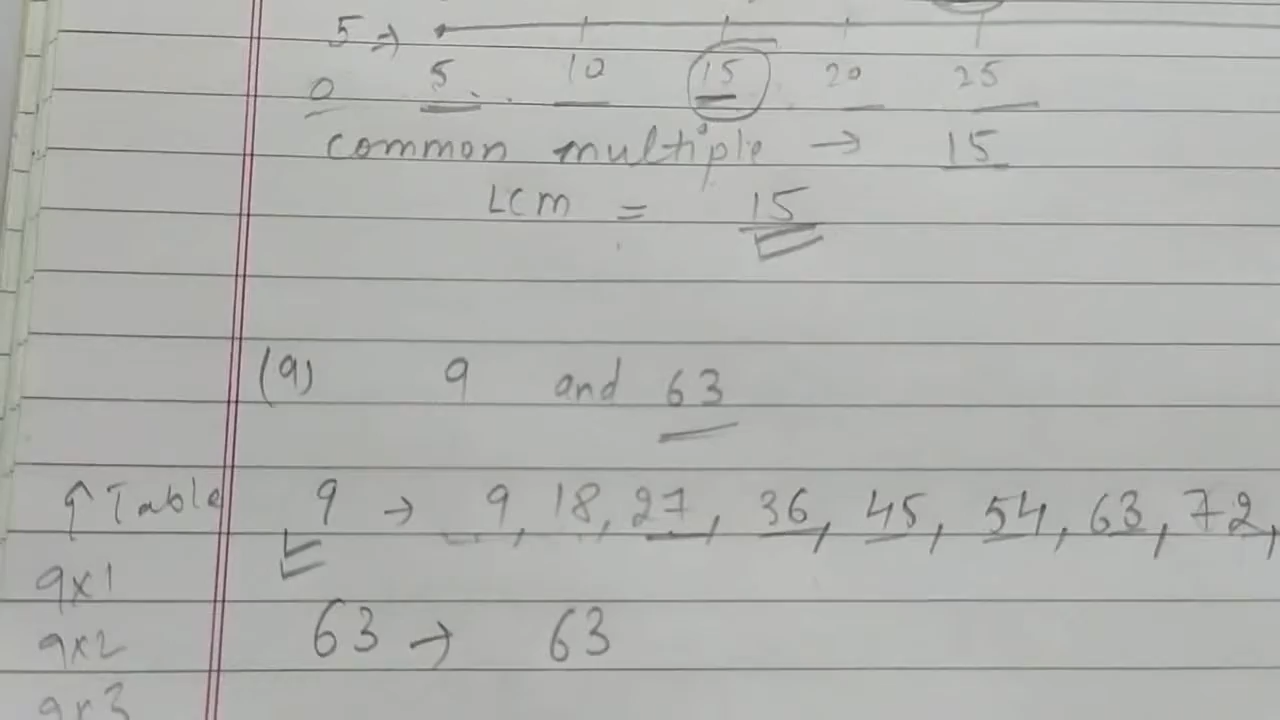 5 →
0 5 10 15 20 25
common multiple → 15
LCM = 15
(9) 9 and 63
Table 9 → 9, 18, 27, 36, 45, 54, 63, 72,
9x1
63 → 63
9x2
9x3